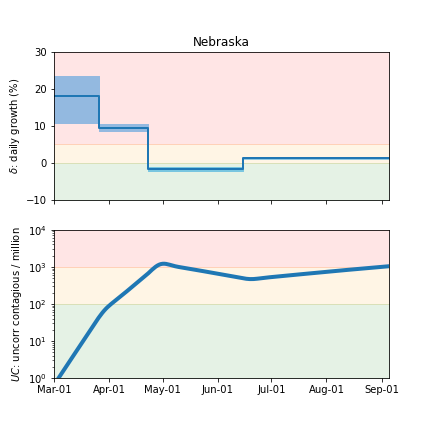 Nebraska
δ: daily growth (%)
30
20
10
0
−10
UC: uncorr contagious / million
10⁴
10³
10²
10¹
10⁰
Mar-01 Apr-01 May-01 Jun-01 Jul-01 Aug-01 Sep-01